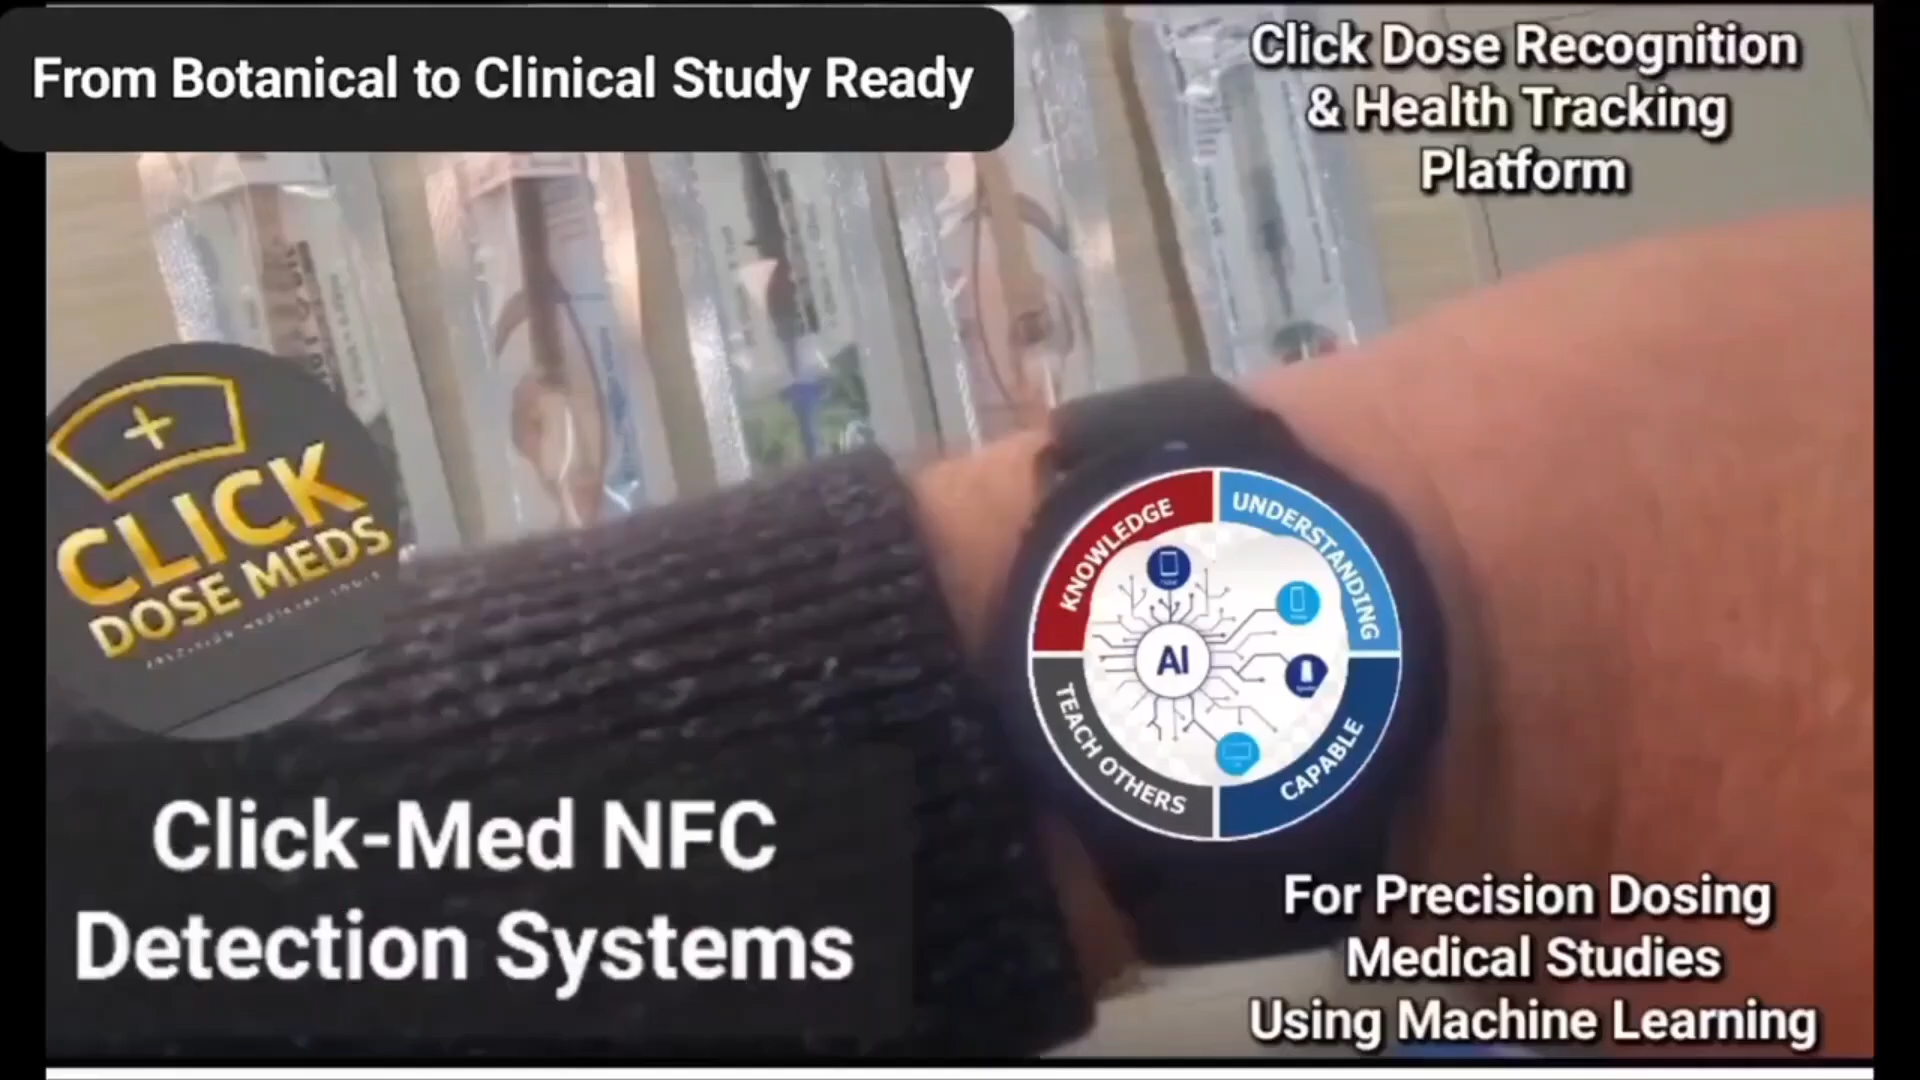 From Botanical to Clinical Study Ready
Click Dose Recognition
& Health Tracking
Platform
CLICK
DOSE MEDS
KNOWLEDGE
UNDERSTANDING
AI
TEACH OTHERS
CAPABLE
Click-Med NFC
Detection Systems
For Precision Dosing
Medical Studies
Using Machine Learning